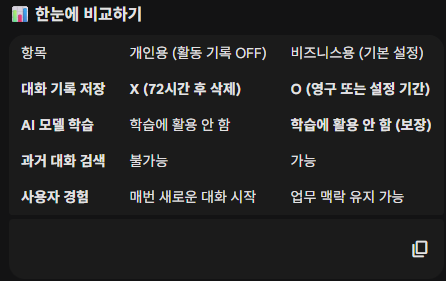 📊 한눈에 비교하기
항목 개인용 (활동 기록 OFF) 비즈니스용 (기본 설정)
대화 기록 저장 X (72시간 후 삭제) O (영구 또는 설정 기간)
AI 모델 학습 학습에 활용 안 함 학습에 활용 안 함 (보장)
과거 대화 검색 불가능 가능
사용자 경험 매번 새로운 대화 시작 업무 맥락 유지 가능